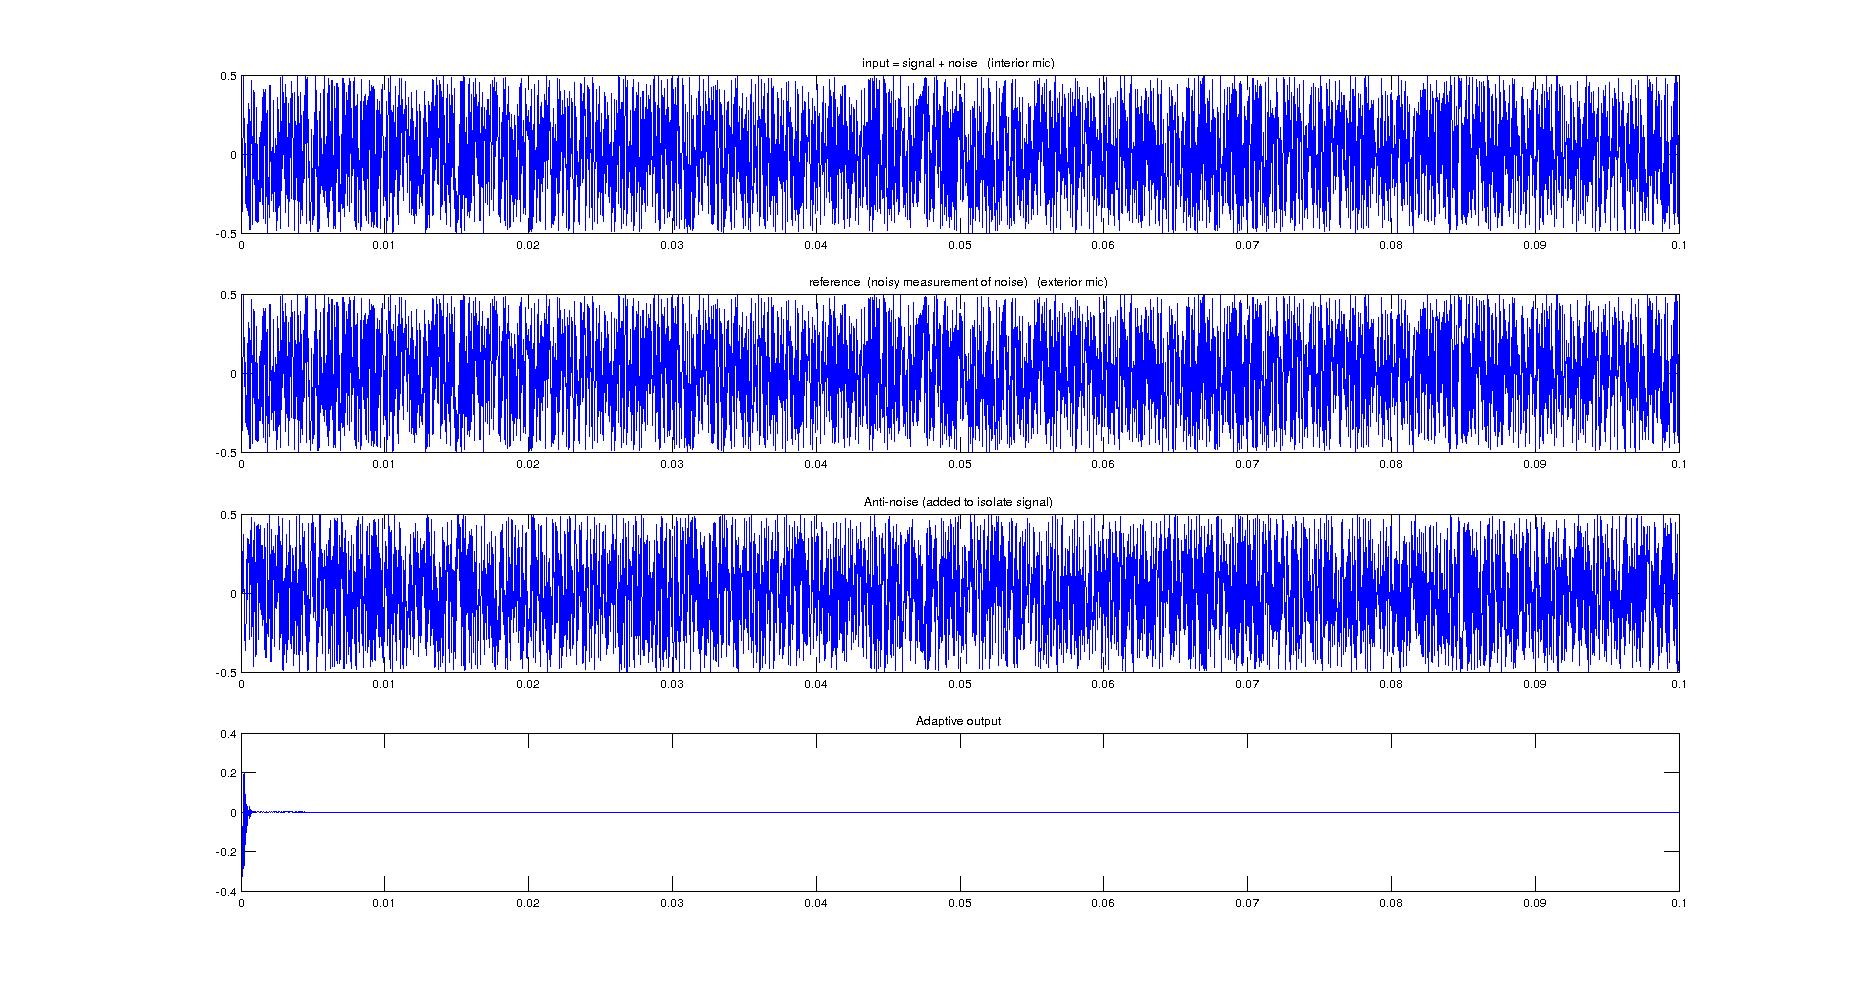 input = signal + noise   (interior mic)
0.5
0
-0.5
0 0.01 0.02 0.03 0.04 0.05 0.06 0.07 0.08 0.09 0.1
reference  (noisy measurement of noise)   (exterior mic)
0.5
0
-0.5
0 0.01 0.02 0.03 0.04 0.05 0.06 0.07 0.08 0.09 0.1
Anti-noise (added to isolate signal)
0.5
0
-0.5
0 0.01 0.02 0.03 0.04 0.05 0.06 0.07 0.08 0.09 0.1
Adaptive output
0.4
0.2
0
-0.2
-0.4
0 0.01 0.02 0.03 0.04 0.05 0.06 0.07 0.08 0.09 0.1